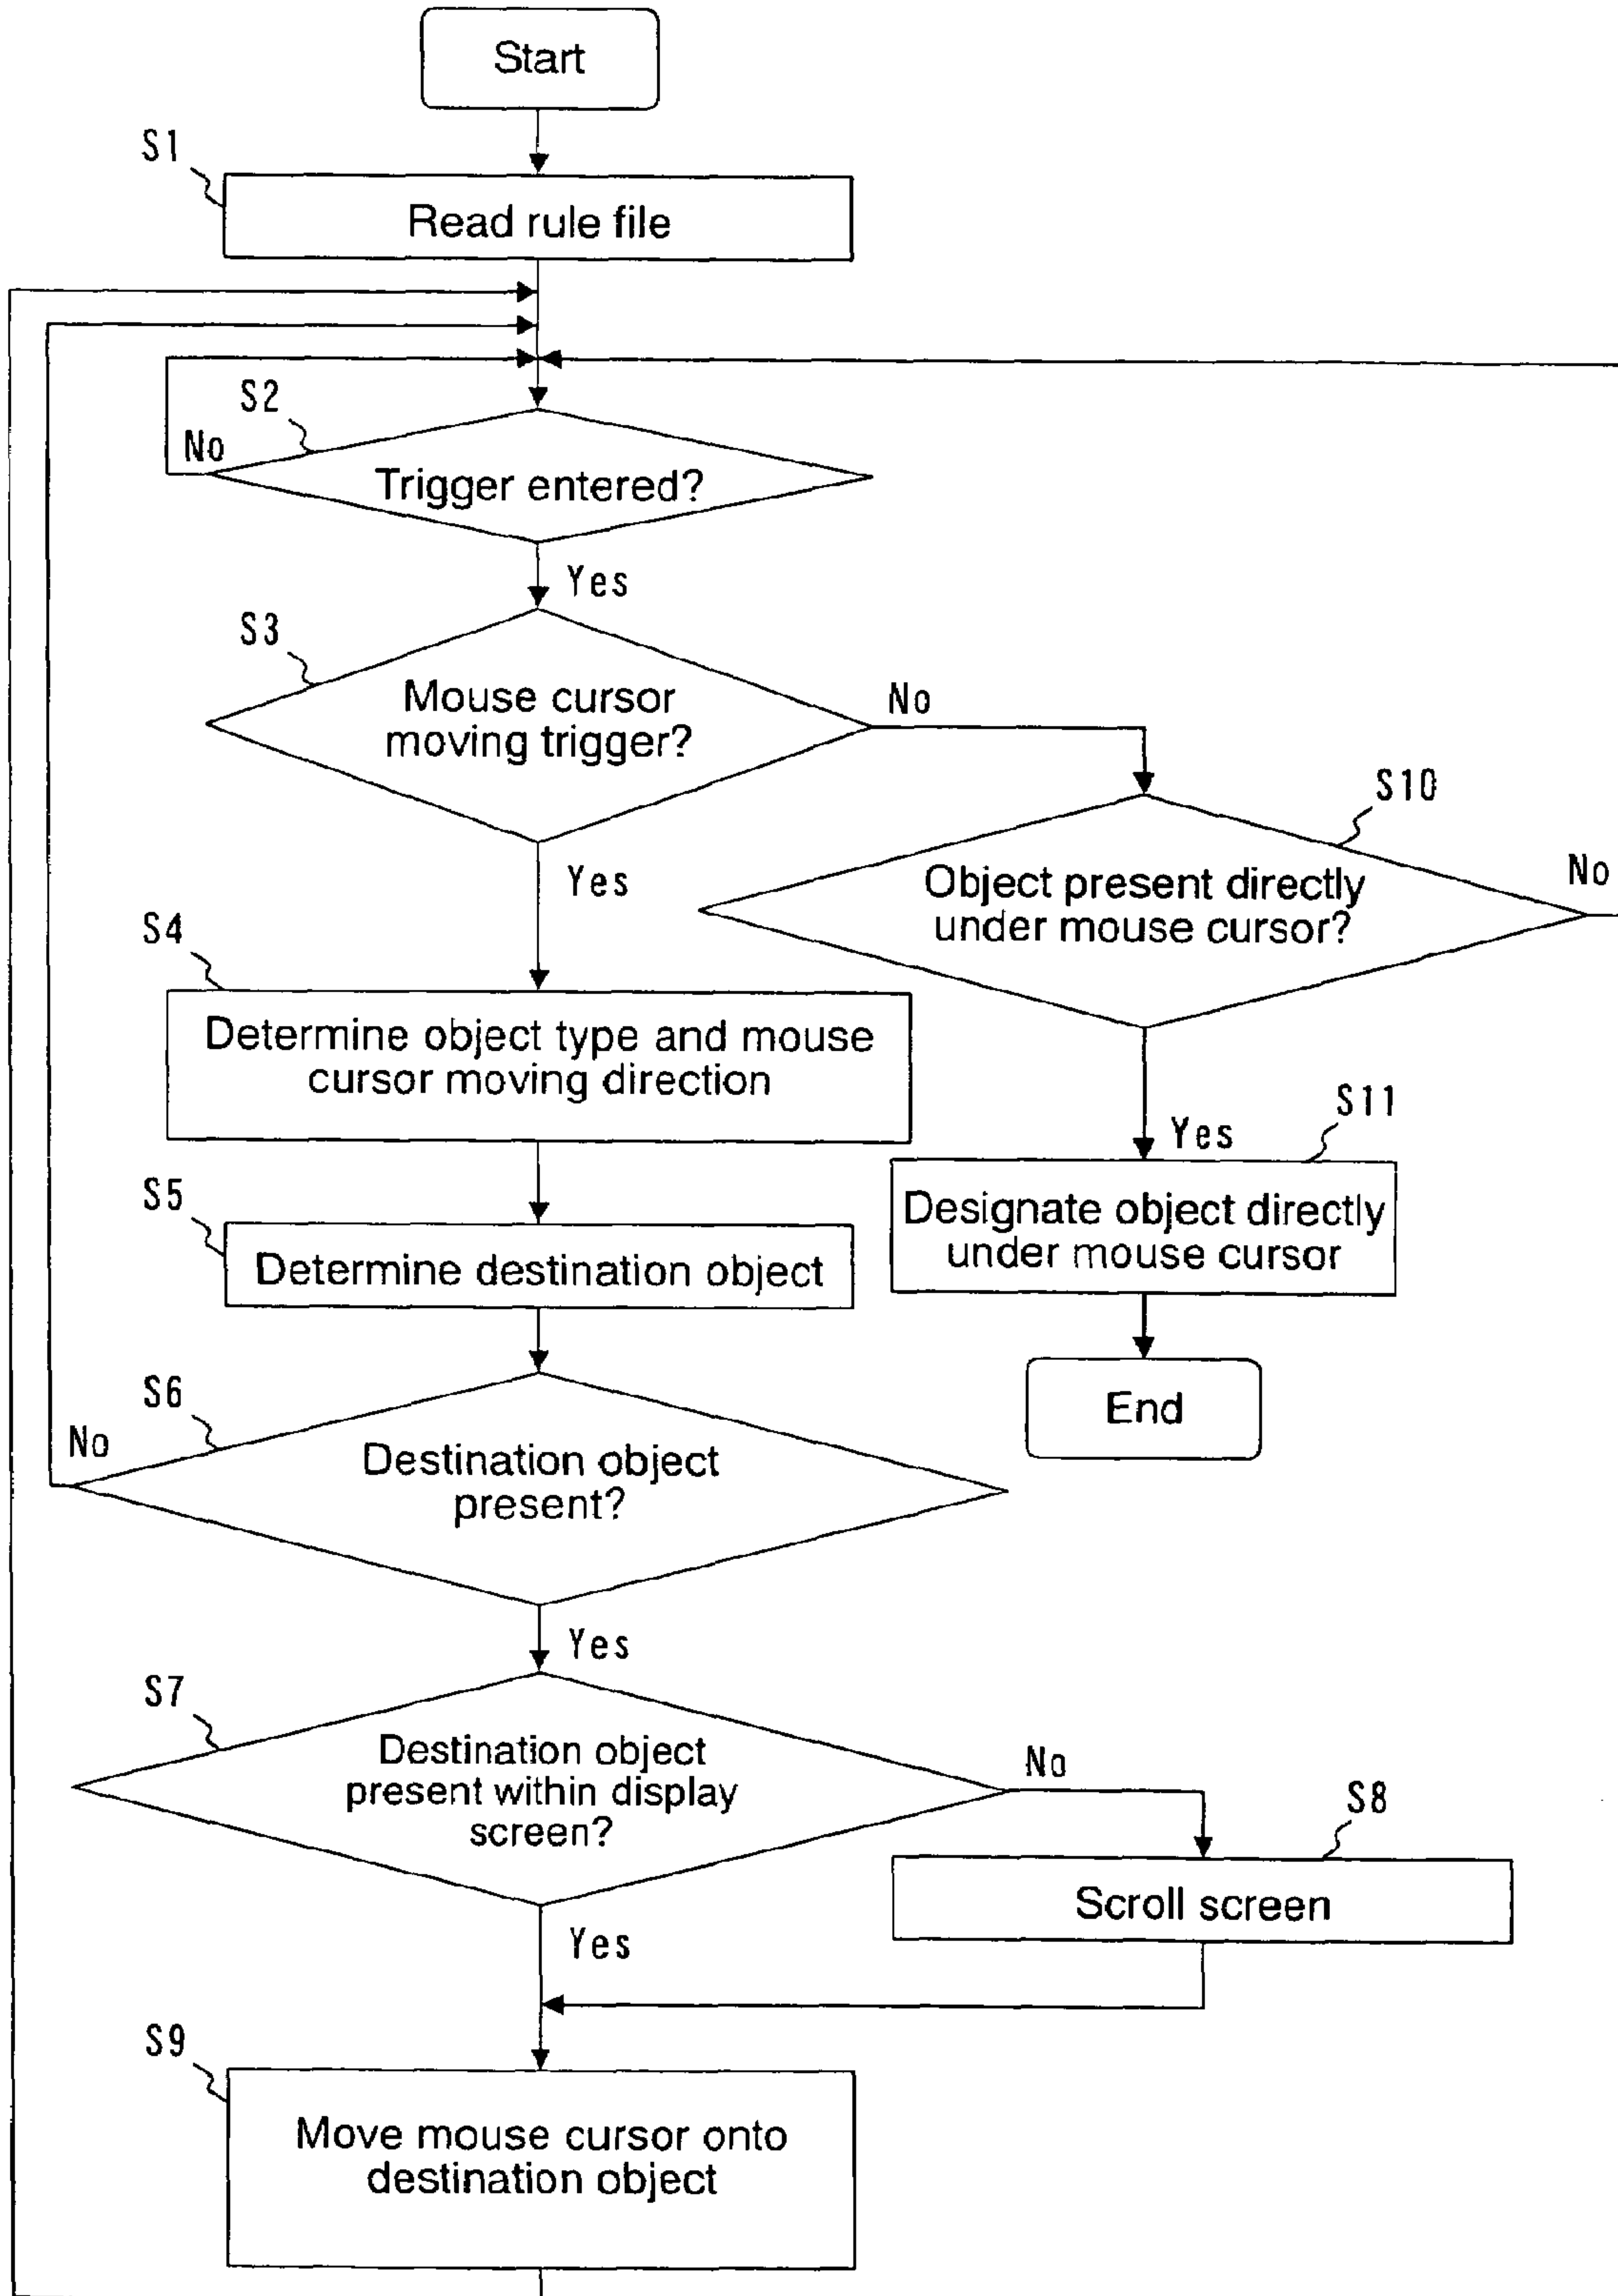 Start
S1
Read rule file
S2
No
Trigger entered?
Yes
S3
Mouse cursor
moving trigger?
No
Yes
S10
Object present directly
under mouse cursor?
No
S4
Determine object type and mouse
cursor moving direction
Yes
S11
Designate object directly
under mouse cursor
S5
Determine destination object
End
S6
No
Destination object
present?
Yes
S7
Destination object
present within display
screen?
No
S8
Scroll screen
Yes
S9
Move mouse cursor onto
destination object